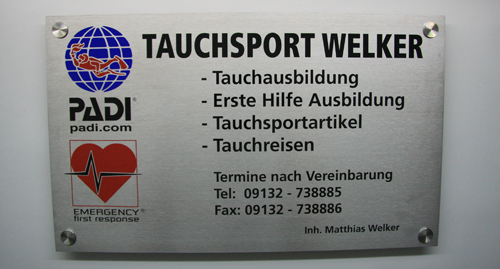 TAUCHSPORT WELKER
- Tauchausbildung
- Erste Hilfe Ausbildung
- Tauchsportartikel
- Tauchreisen
PADI®
padi.com
EMERGENCY®
first response
Termine nach Vereinbarung
Tel: 09132 - 738885
Fax: 09132 - 738886
Inh. Matthias Welker